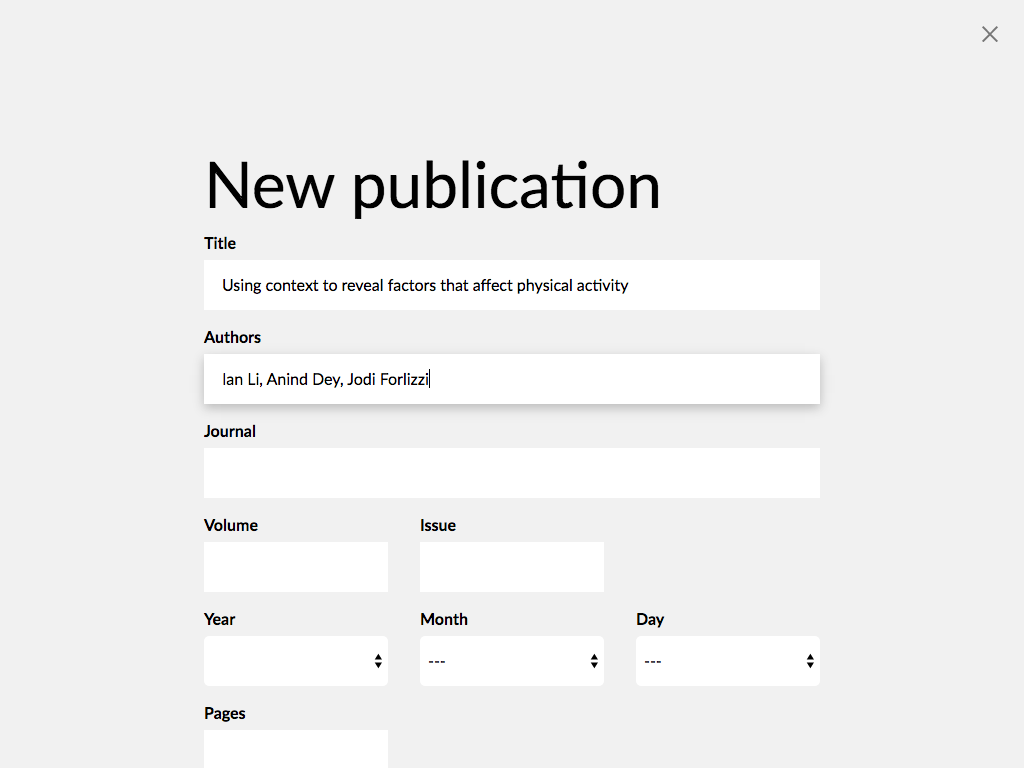 New publication
Title
Using context to reveal factors that affect physical activity
Authors
Ian Li, Anind Dey, Jodi Forlizzi
Journal
Volume Issue
Year Month Day
--- ---
Pages